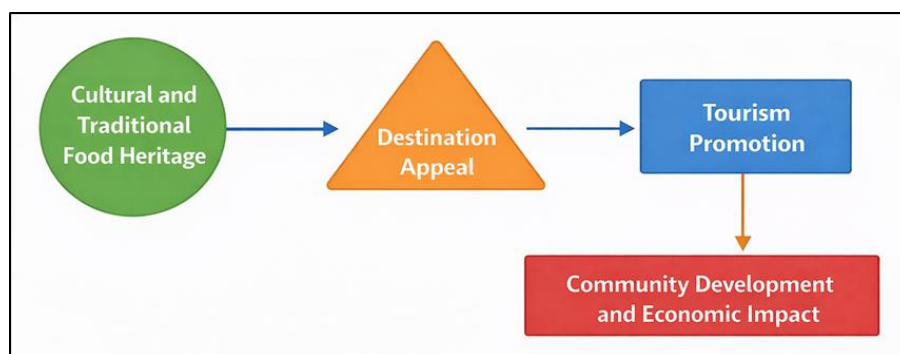 Cultural and
Traditional
Food Heritage
Destination
Appeal
Tourism
Promotion
Community Development
and Economic Impact